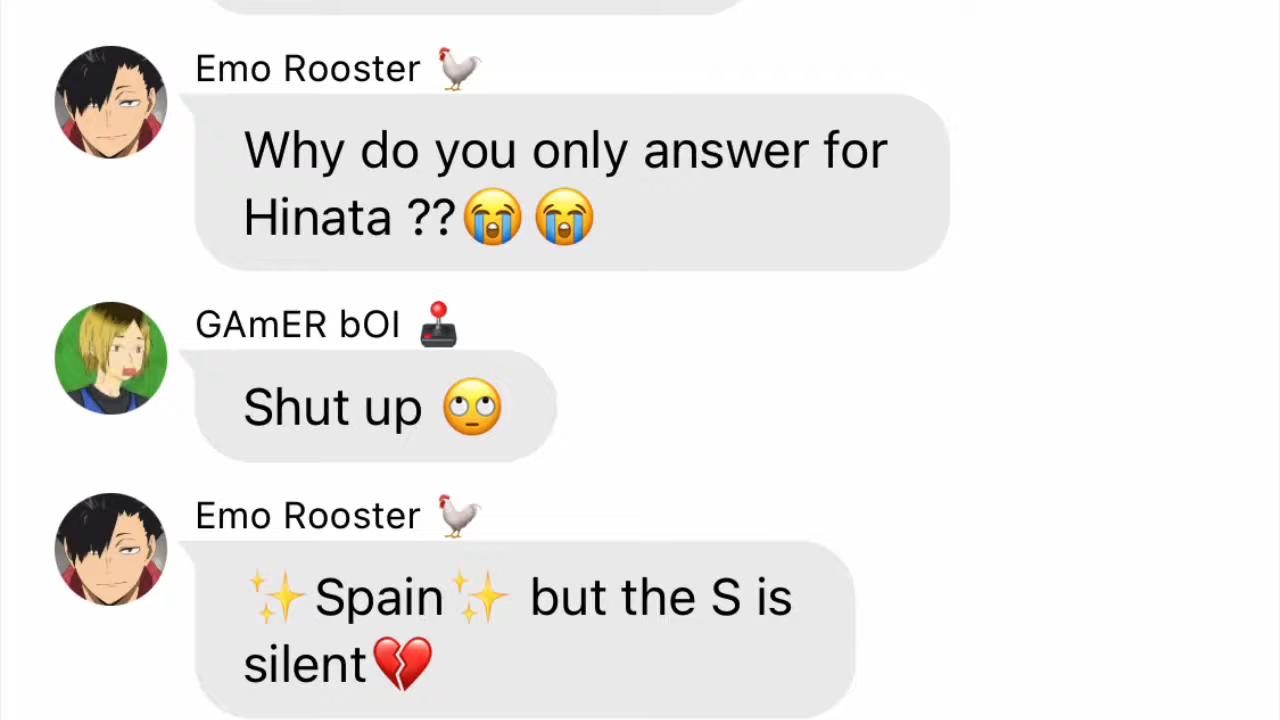 Emo Rooster 🐓
Why do you only answer for
Hinata ??😭😭
GAmER bOI 🕹️
Shut up 🙄
Emo Rooster 🐓
✨Spain✨ but the S is
silent💔